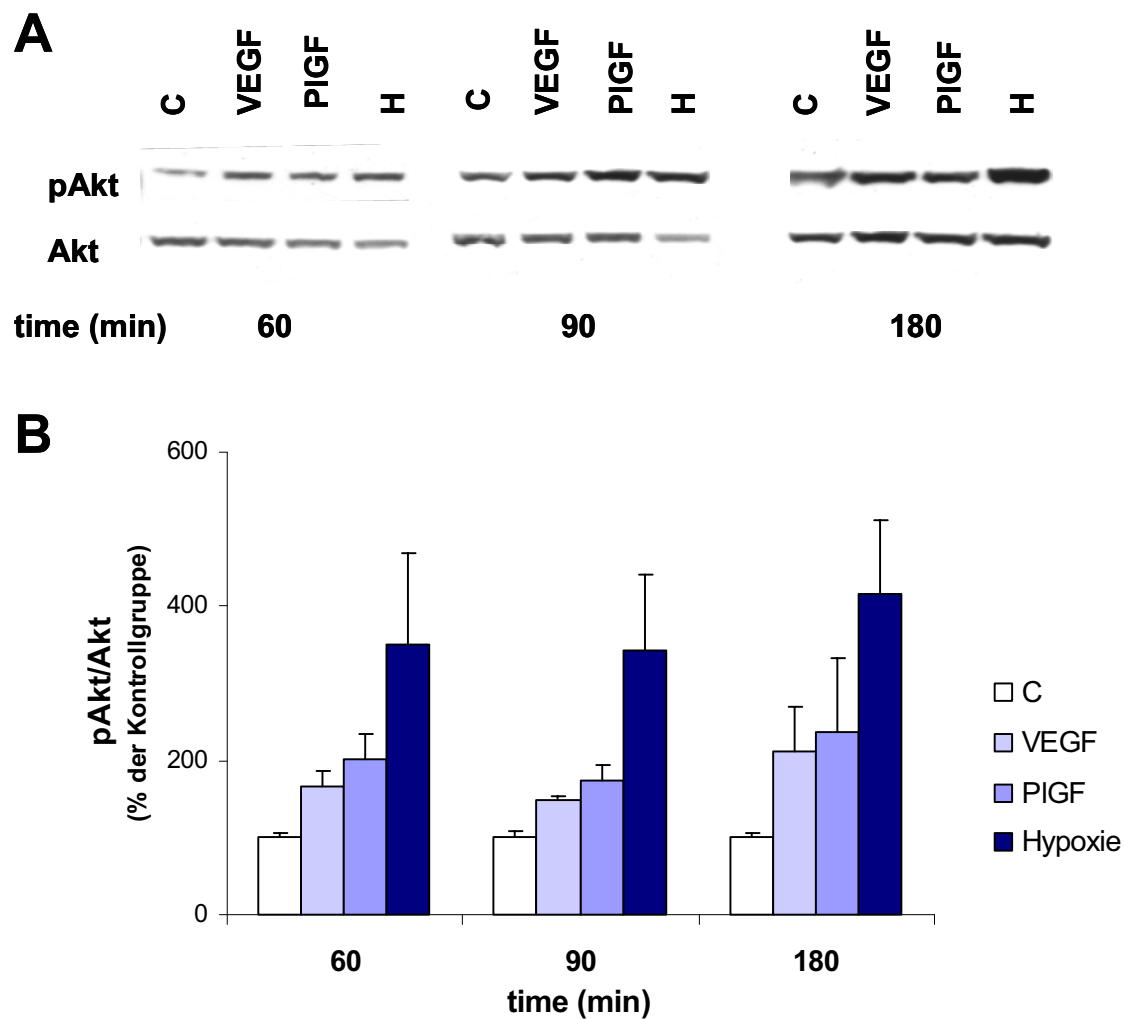 A
C VEGF PlGF H C VEGF PlGF H C VEGF PlGF H
pAkt
Akt
time (min) 60 90 180
B
pAkt/Akt
(% der Kontrollgruppe)
600
400
200
0
60 90 180
time (min)
C
VEGF
PlGF
Hypoxie